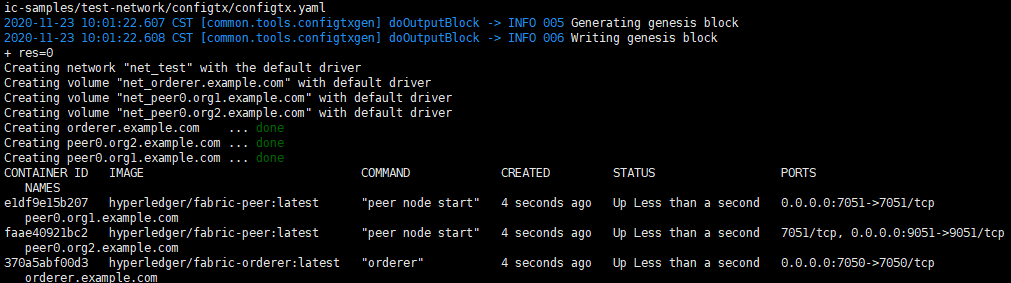 ic-samples/test-network/configtx/configtx.yaml
2020-11-23 10:01:22.607 CST [common.tools.configtxgen] doOutputBlock -> INFO 005 Generating genesis block
2020-11-23 10:01:22.608 CST [common.tools.configtxgen] doOutputBlock -> INFO 006 Writing genesis block
+ res=0
Creating network "net_test" with the default driver
Creating volume "net_orderer.example.com" with default driver
Creating volume "net_peer0.org1.example.com" with default driver
Creating volume "net_peer0.org2.example.com" with default driver
Creating orderer.example.com    ... done
Creating peer0.org2.example.com ... done
Creating peer0.org1.example.com ... done
CONTAINER ID   IMAGE                               COMMAND             CREATED         STATUS                  PORTS
   NAMES
e1df9e15b207   hyperledger/fabric-peer:latest      "peer node start"   4 seconds ago   Up Less than a second   0.0.0.0:7051->7051/tcp
   peer0.org1.example.com
faae40921bc2   hyperledger/fabric-peer:latest      "peer node start"   4 seconds ago   Up Less than a second   7051/tcp, 0.0.0.0:9051->9051/tcp
   peer0.org2.example.com
370a5abf00d3   hyperledger/fabric-orderer:latest   "orderer"           4 seconds ago   Up Less than a second   0.0.0.0:7050->7050/tcp
   orderer.example.com